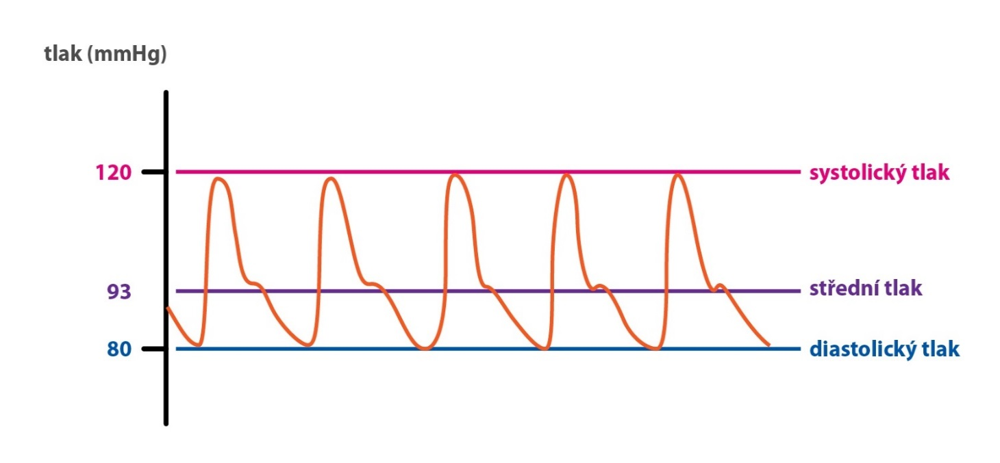 tlak (mmHg)
120
systolický tlak
93
střední tlak
80
diastolický tlak